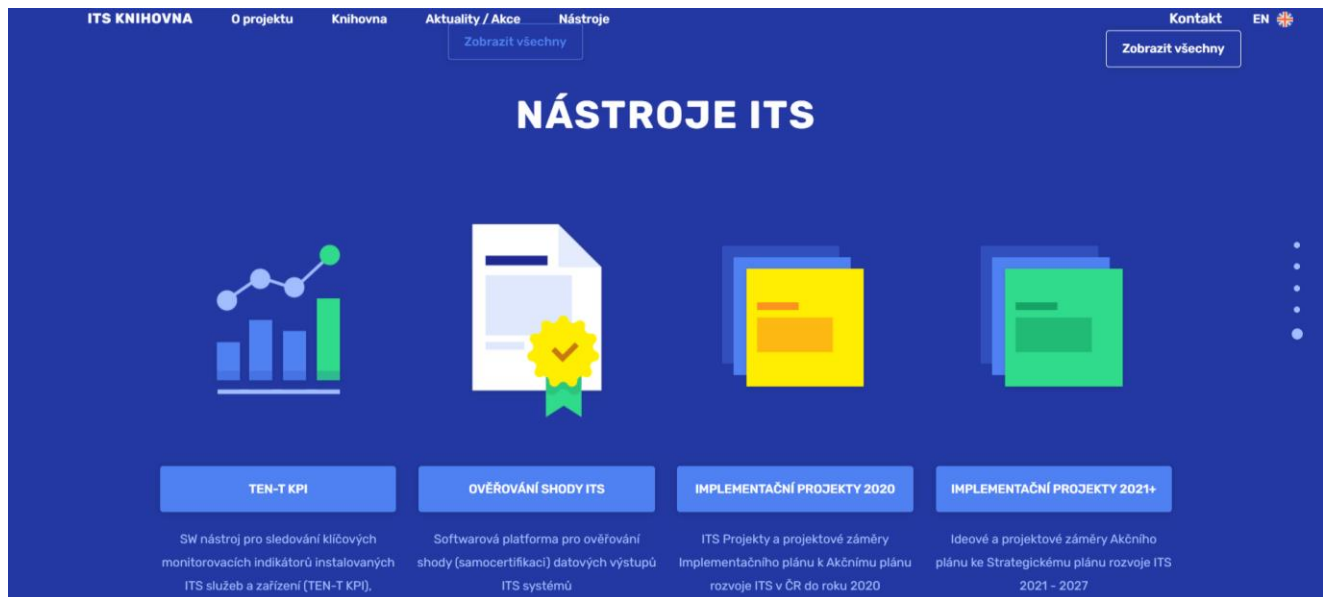 ITS KNIHOVNA O projektu Knihovna Aktuality / Akce Nástroje Kontakt EN
Zobrazit všechny Zobrazit všechny
NÁSTROJE ITS
TEN-T KPI
SW nástroj pro sledování klíčových
monitorovacích indikátorů instalovaných
ITS služeb a zařízení (TEN-T KPI),
OVĚŘOVÁNÍ SHODY ITS
Softwarová platforma pro ověřování
shody (samocertifikaci) datových výstupů
ITS systémů
IMPLEMENTAČNÍ PROJEKTY 2020
ITS Projekty a projektové záměry
Implementačního plánu k Akčnímu plánu
rozvoje ITS v ČR do roku 2020
IMPLEMENTAČNÍ PROJEKTY 2021+
Ideové a projektové záměry Akčního
plánu ke Strategickému plánu rozvoje ITS
2021 - 2027